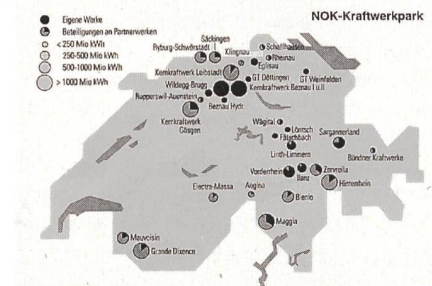 NOK-Kraftwerkpark
Eigene Werke
Beteiligungen an Partnerwerken
< 250 Mio kWh
250-500 Mio kWh
500-1000 Mio kWh
> 1000 Mio kWh
Säckingen
Ryburg-Schwörstadt
Klingnau
Schaffhausen
Rheinau
Eglisau
Kernkraftwerk Leibstadt
GT Döttingen
GT Weinfelden
Wildegg-Brugg
Kernkraftwerk Beznau I u. II
Rupperswil-Auenstein
Beznau Hydr.
Kernkraftwerk
Gösgen
Wägital
Löntsch
Fätschbach
Sarganserland
Linth-Limmern
Bündner Kraftwerke
Vorderrhein
Ilanz
Zervreila
Hinterrhein
Electra-Massa
Aegina
Blenio
Maggia
Mauvoisin
Grande Dixence